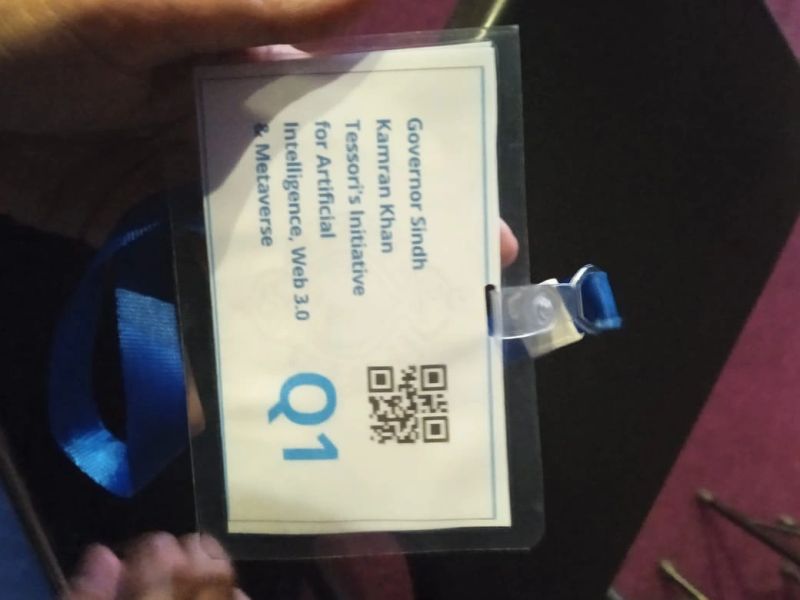 Governor Sindh
Kamran Khan
Tessori's Initiative
for Artificial
Intelligence, Web 3.0
& Metaverse
Q1